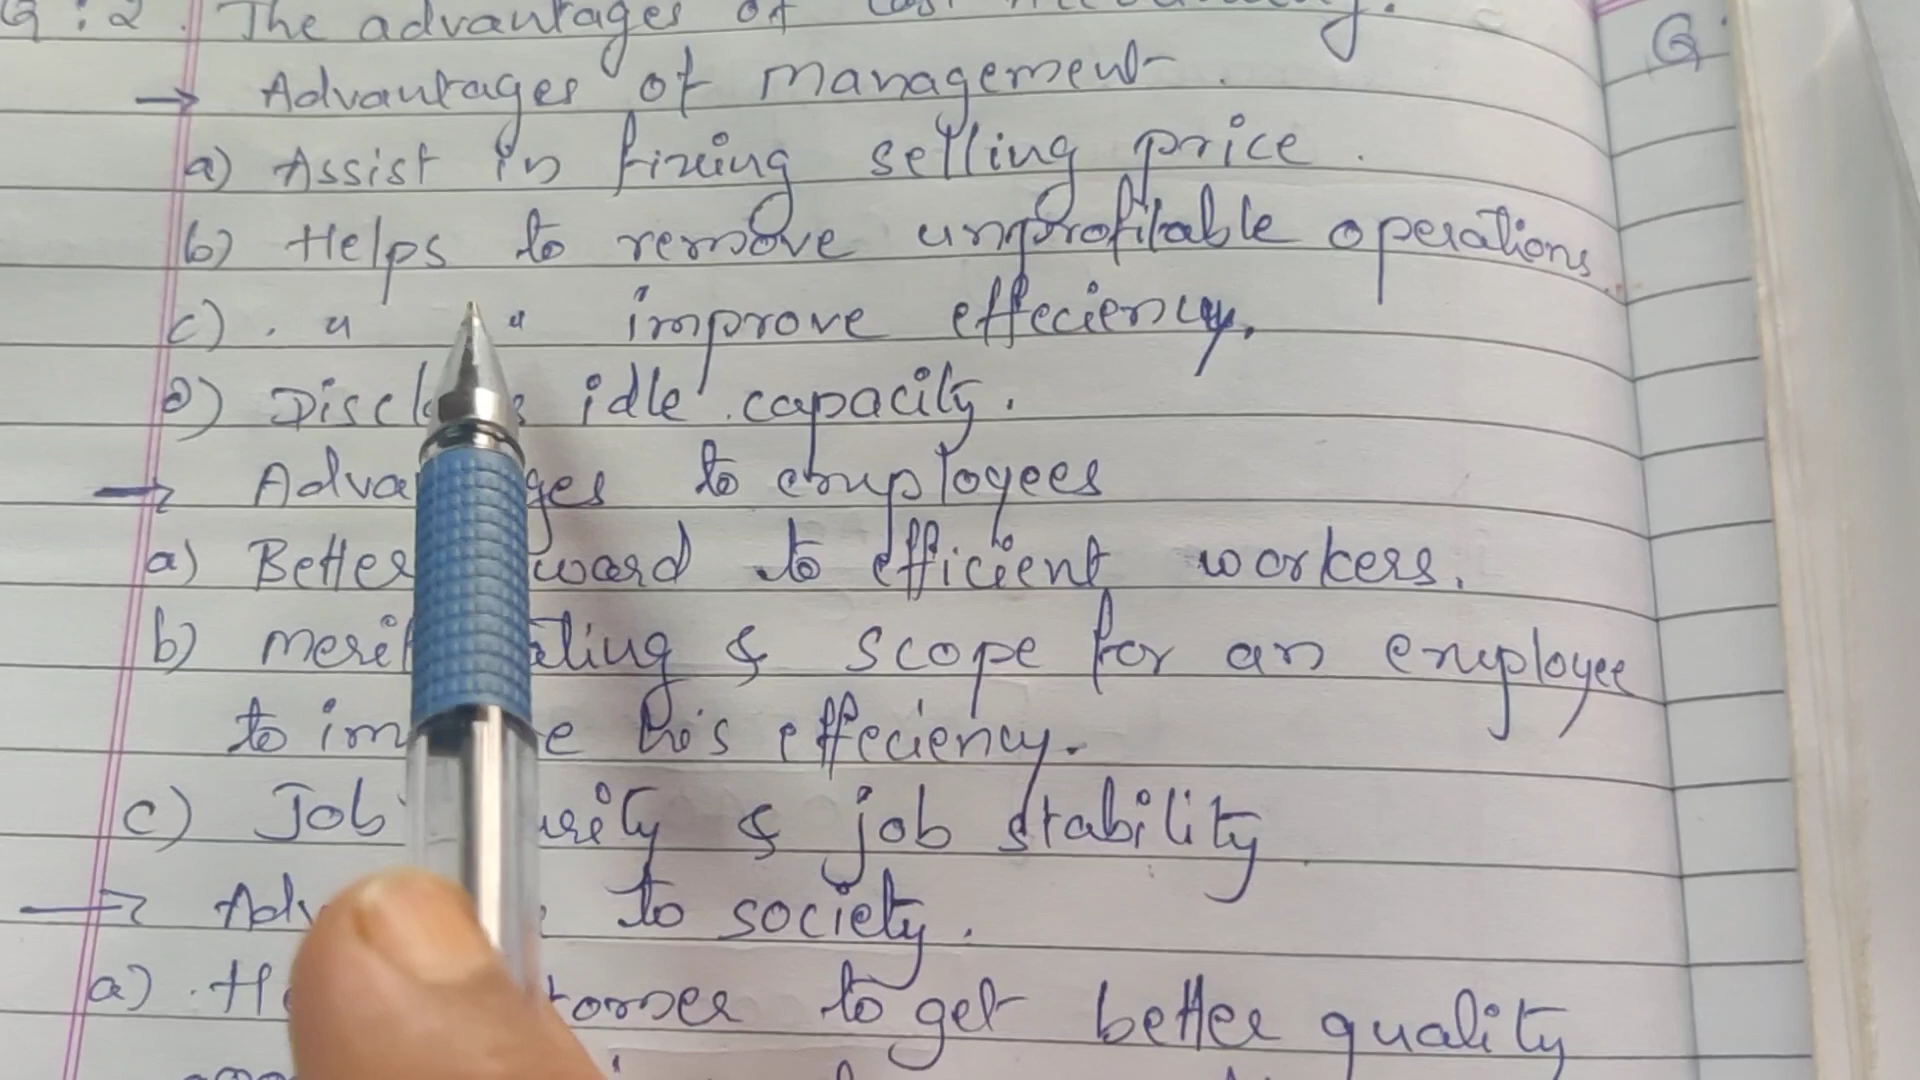 Q:2. The advantages of Cost Accounting.
→ Advantages of management.
a) Assist in fixing selling price.
b) Helps to remove unprofitable operations
c) . " " improve effeciency.
d) idle capacity.
→ to employees
a) Better to efficient workers.
b) & scope for an employee
to his effeciency.
c) Job & job stability
→ to society.
a) to get better quality
Q